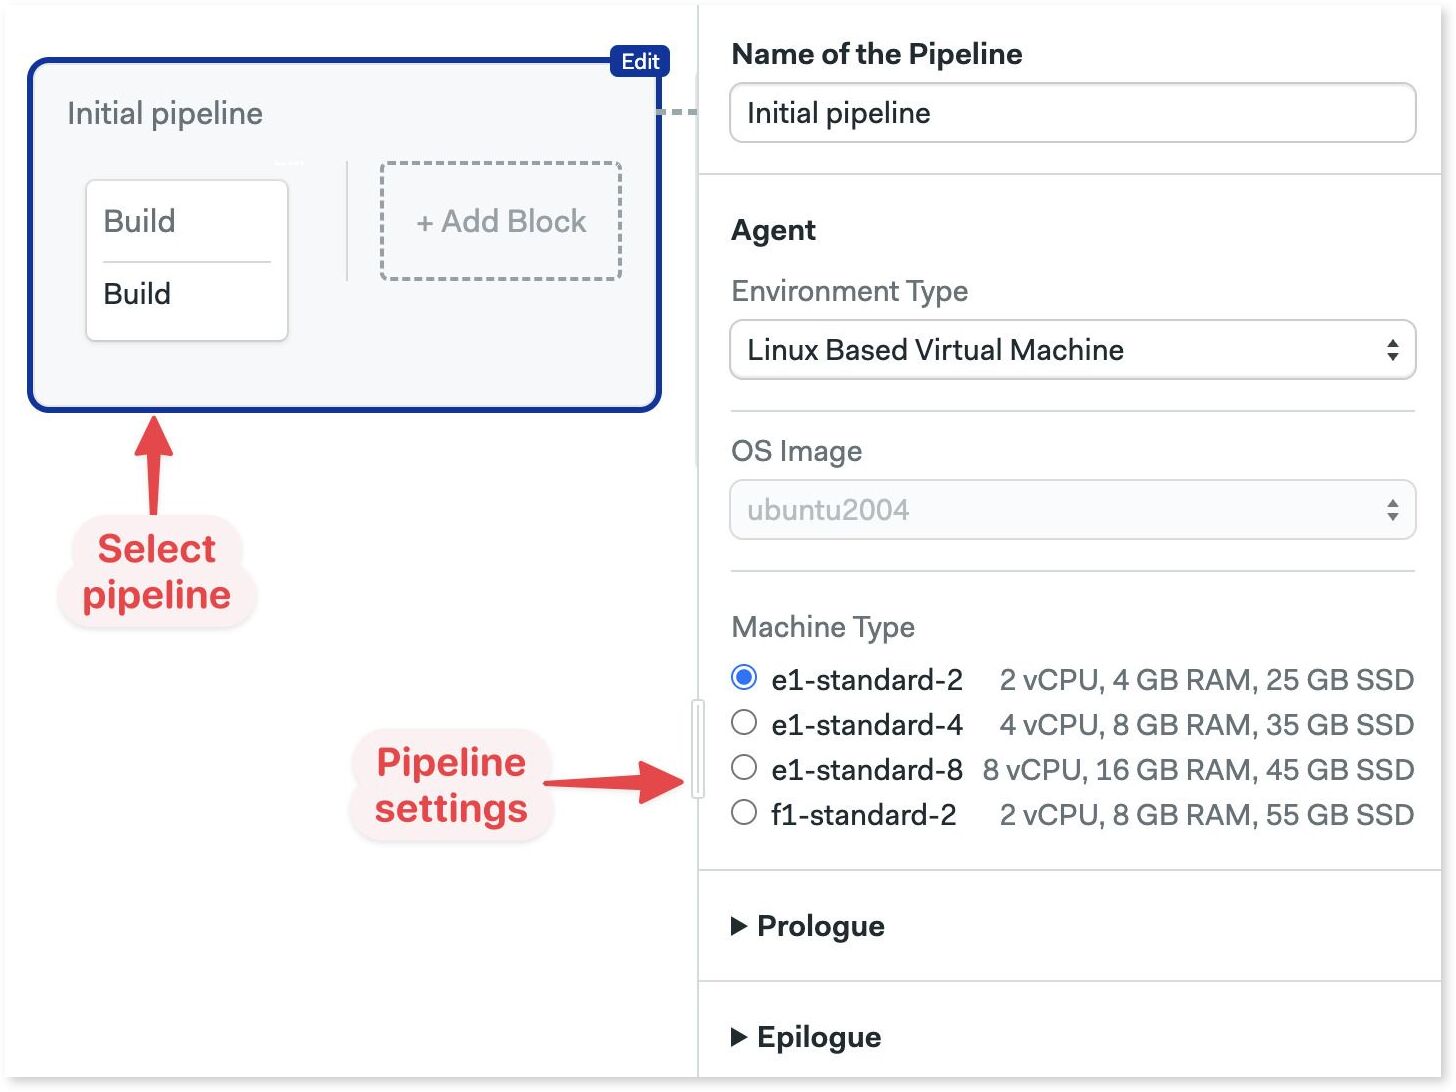 Edit
Initial pipeline
Build
Build
+ Add Block
Select
pipeline
Pipeline
settings
Name of the Pipeline
Initial pipeline
Agent
Environment Type
Linux Based Virtual Machine
OS Image
ubuntu2004
Machine Type
e1-standard-2 2 vCPU, 4 GB RAM, 25 GB SSD
e1-standard-4 4 vCPU, 8 GB RAM, 35 GB SSD
e1-standard-8 8 vCPU, 16 GB RAM, 45 GB SSD
f1-standard-2 2 vCPU, 8 GB RAM, 55 GB SSD
Prologue
Epilogue